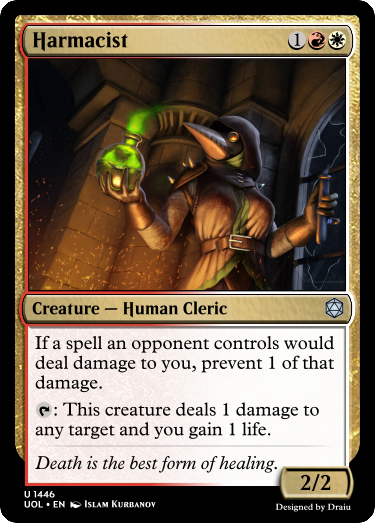 Harmacist 1
Creature — Human Cleric
If a spell an opponent controls would
deal damage to you, prevent 1 of that
damage.
: This creature deals 1 damage to
any target and you gain 1 life.
Death is the best form of healing.
2/2
U 1446
UOL • EN Islam Kurbanov
Designed by Draiu